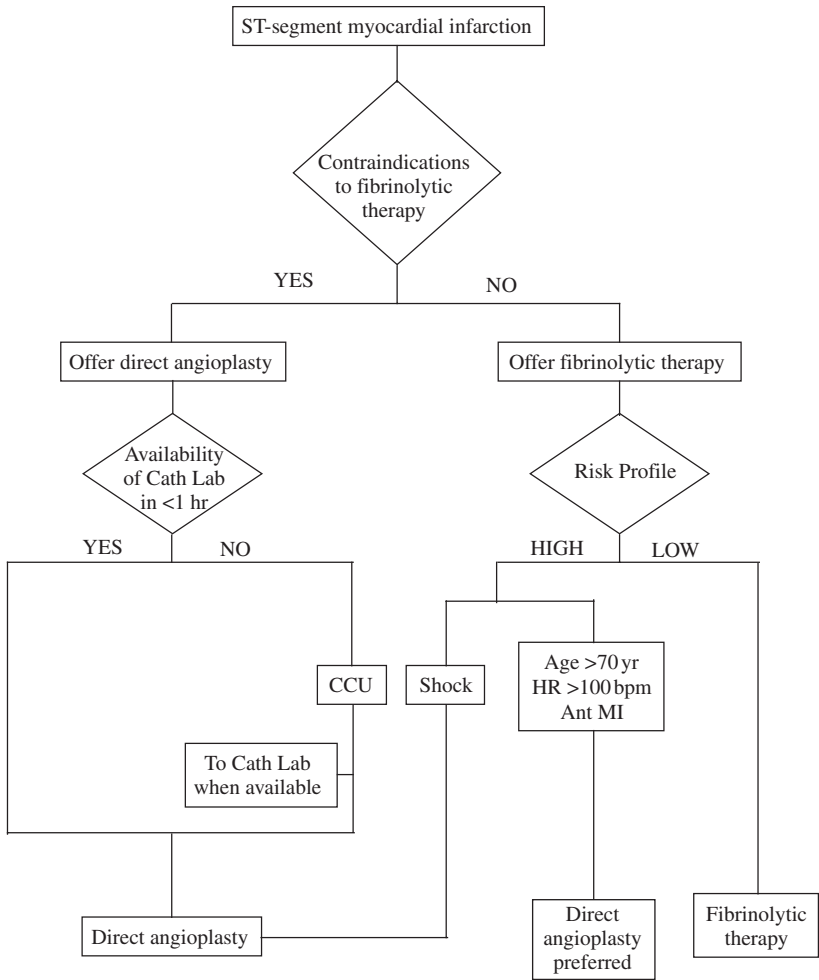 ST-segment myocardial infarction
Contraindications
to fibrinolytic
therapy
YES
NO
Offer direct angioplasty
Offer fibrinolytic therapy
Availability
of Cath Lab
in <1 hr
Risk Profile
YES
NO
HIGH
LOW
CCU
Shock
Age >70 yr
HR >100 bpm
Ant MI
To Cath Lab
when available
Direct angioplasty
Direct
angioplasty
preferred
Fibrinolytic
therapy